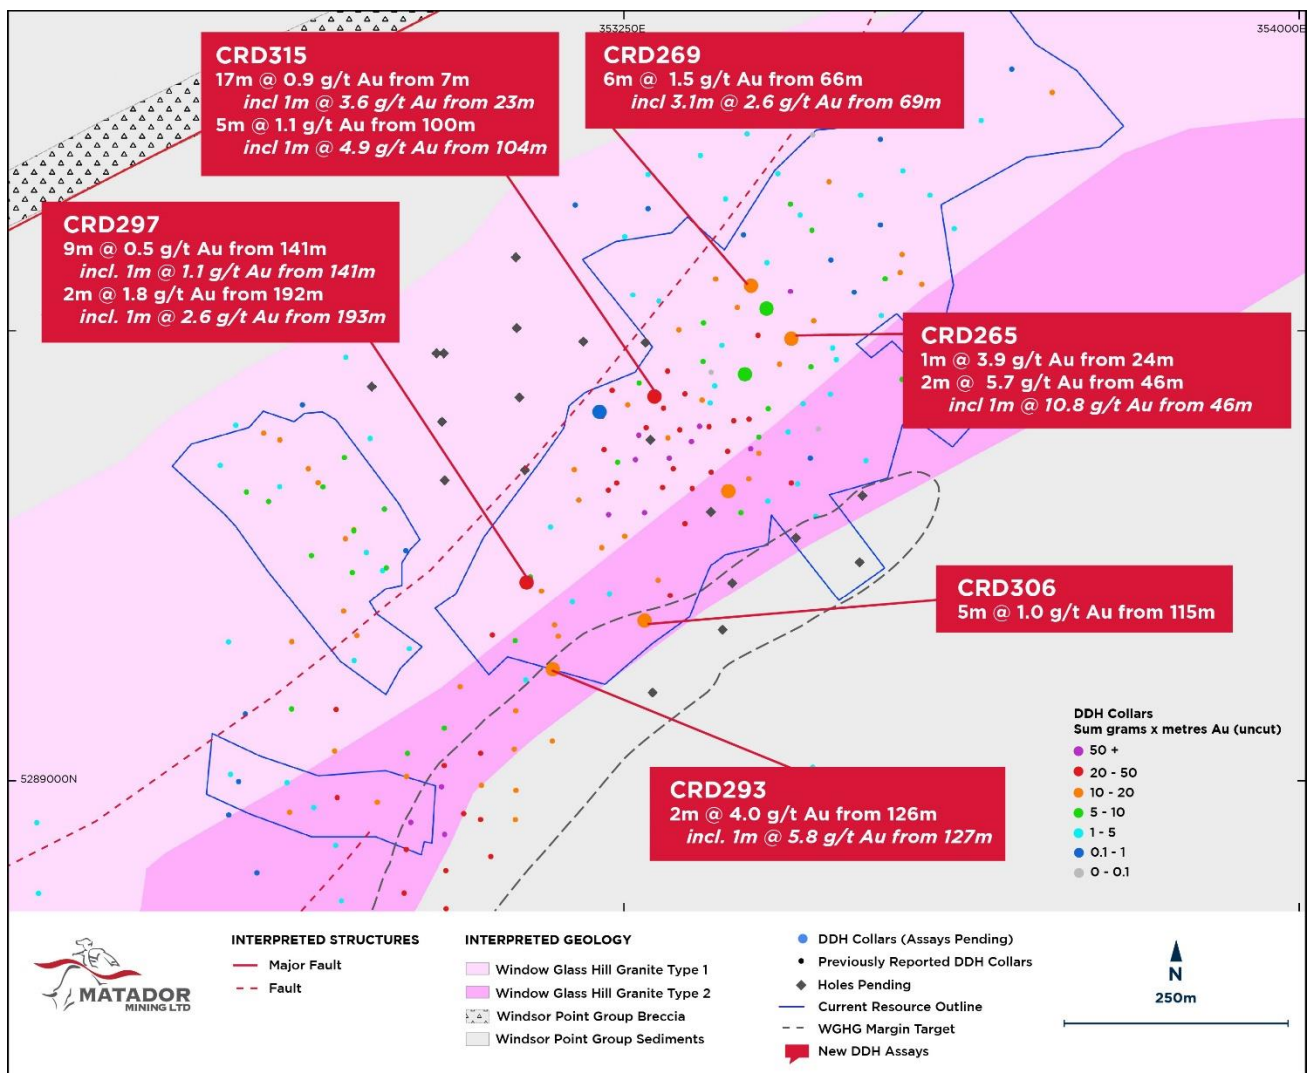 353250E
354000E
CRD315
17m @ 0.9 g/t Au from 7m
incl 1m @ 3.6 g/t Au from 23m
5m @ 1.1 g/t Au from 100m
incl 1m @ 4.9 g/t Au from 104m
CRD269
6m @ 1.5 g/t Au from 66m
incl 3.1m @ 2.6 g/t Au from 69m
CRD297
9m @ 0.5 g/t Au from 141m
incl. 1m @ 1.1 g/t Au from 141m
2m @ 1.8 g/t Au from 192m
incl. 1m @ 2.6 g/t Au from 193m
CRD265
1m @ 3.9 g/t Au from 24m
2m @ 5.7 g/t Au from 46m
incl 1m @ 10.8 g/t Au from 46m
CRD306
5m @ 1.0 g/t Au from 115m
CRD293
2m @ 4.0 g/t Au from 126m
incl. 1m @ 5.8 g/t Au from 127m
5289000N
DDH Collars
Sum grams x metres Au (uncut)
50 +
20 - 50
10 - 20
5 - 10
1 - 5
0.1 - 1
0 - 0.1
MATADOR
MINING LTD
INTERPRETED STRUCTURES
Major Fault
Fault
INTERPRETED GEOLOGY
Window Glass Hill Granite Type 1
Window Glass Hill Granite Type 2
Windsor Point Group Breccia
Windsor Point Group Sediments
DDH Collars (Assays Pending)
Previously Reported DDH Collars
Holes Pending
Current Resource Outline
WGHG Margin Target
New DDH Assays
N
250m